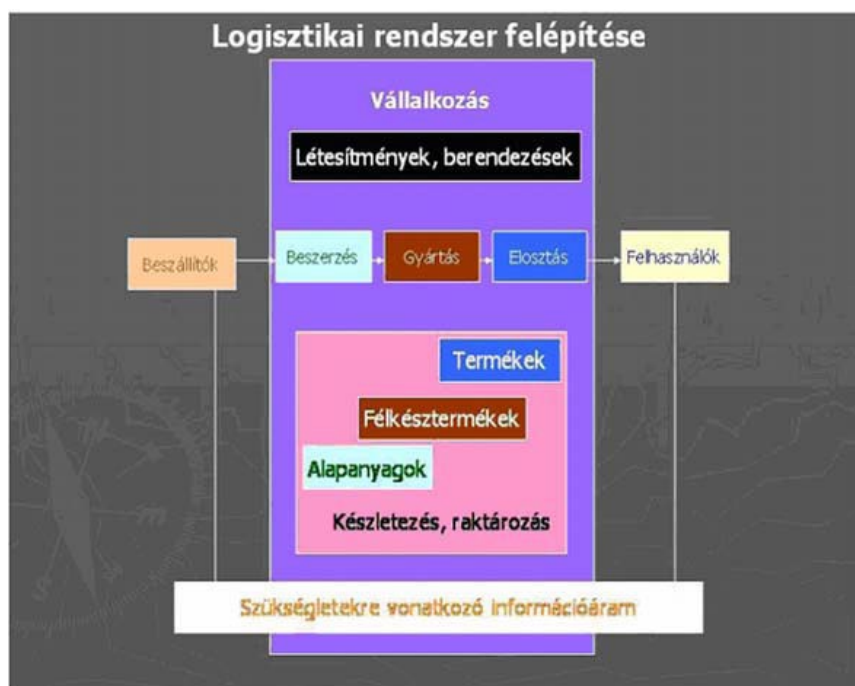 Logisztikai rendszer felépítése
Vállalkozás
Létesítmények, berendezések
Beszállítók
Beszerzés
Gyártás
Elosztás
Felhasználók
Termékek
Félkésztermékek
Alapanyagok
Készletezés, raktározás
Szükségletekre vonatkozó információáram